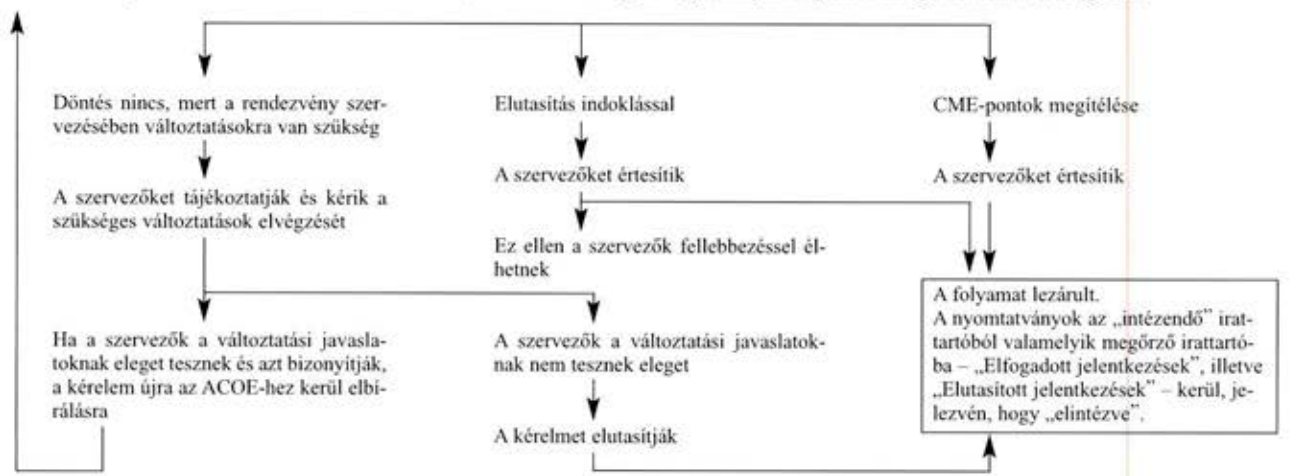 Döntés nincs, mert a rendezvény szer-
vezésében változtatásokra van szükség
A szervezőket tájékoztatják és kérik a
szükséges változtatások elvégzését
Ha a szervezők a változtatási javasla-
toknak eleget tesznek és azt bizonyítják,
a kérelem újra az ACOE-hez kerül elbí-
rálásra
Elutasítás indoklással
A szervezőket értesítik
Ez ellen a szervezők fellebbezéssel él-
hetnek
A szervezők a változtatási javaslatok-
nak nem tesznek eleget
A kérelmet elutasítják
CME-pontok megítélése
A szervezőket értesítik
A folyamat lezárult.
A nyomtatványok az „intézendő” irat-
tartóból valamelyik megőrző irattartó-
ba – „Elfogadott jelentkezések”, illetve
„Elutasított jelentkezések” – kerül, je-
lezvén, hogy „elintézve”.